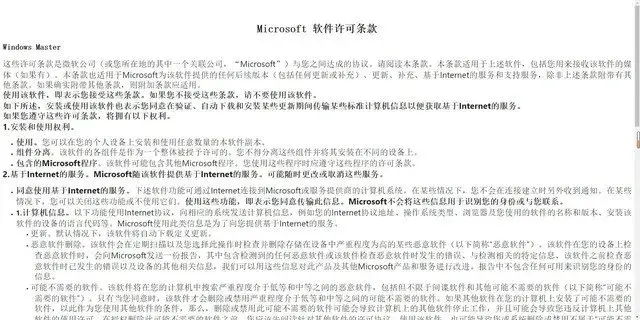 Microsoft 软件许可条款
Windows Master
这些许可条款是微软公司（或您所在地的其中一个关联公司，“Microsoft”）与您之间达成的协议。请阅读本条款。本条款适用于上述软件，包括您用来接收该软件的媒
体（如果有）。本条款也适用于Microsoft为该软件提供的任何后续版本（包括任何更新或补充）、更新、补充、基于Internet的服务和支持服务，除非上述条款附带有其
他条款。如果确实附带其他条款，则附加条款应适用。
使用该软件，即表示您接受这些条款。如果您不接受这些条款，请不要使用该软件。
如下所述，安装或使用该软件也表示您同意在验证、自动下载和安装某些更新期间传输某些标准计算机信息以便获取基于Internet的服务。
如果您遵守这些许可条款，将拥有以下权利。
1.安装和使用权利。
使用。您可以在您的个人设备上安装和使用任意数量的本软件副本。
组件分离。该软件的各组件是作为一个整体被授予许可的。您不得分离这些组件并将其安装在不同的设备上。
包含的Microsoft程序。该软件可能包含其他Microsoft程序。您使用这些程序时应遵守这些程序的许可条款。
2.基于Internet的服务。Microsoft随该软件提供基于Internet的服务。可能随时更改或取消这些服务。
同意使用基于Internet的服务。下述软件功能可通过Internet连接到Microsoft或服务提供商的计算机系统。在某些情况下，您不会在连接建立时另外收到通知。在某些情
况下，您可以关闭这些功能或不使用它们。使用这些功能，即表示您同意传输此信息。Microsoft不会将这些信息用于识别您的身份或与您联系。
1.计算机信息。以下功能使用Internet协议，向相应的系统发送计算机信息，例如您的Internet协议地址、操作系统类型、浏览器及您使用的软件的名称和版本、安装该
软件的设备的语言代码等。Microsoft使用此类信息是为了向您提供基于Internet的服务。
更新。默认情况下，该软件将自动下载定义更新。
恶意软件删除。该软件会在定期扫描以及您选择此操作时检查并删除存储在设备中严重程度为高的某些恶意软件（以下简称“恶意软件”）。该软件在您的设备上检
查恶意软件时，会向Microsoft发送一份报告，其中包含检测到的任何恶意软件或该软件检查恶意软件时发生的错误、与检测相关的特定信息、该软件之前检查恶
意软件时已发生的错误以及设备的其他相关信息，我们可以用这些信息对此产品及其他Microsoft产品和服务进行改进。报告中不包含任何可用来识别您的身份的
信息。
可能不需要的软件。该软件将在您的计算机中搜索严重程度介于低等和中等之间的恶意软件，包括但不限于间谍软件和其他可能不需要的软件（以下简称“可能不
需要的软件”）。只有当您同意时，该软件才会删除或禁用严重程度介于低等和中等之间的可能不需要的软件。如果其他软件在您的计算机上安装了可能不需要的
软件，以此作为您使用其软件的条件，那么，删除或禁用此可能不需要的软件可能会导致计算机上的其他软件停止工作，并且可能会导致您违反计算机上其他